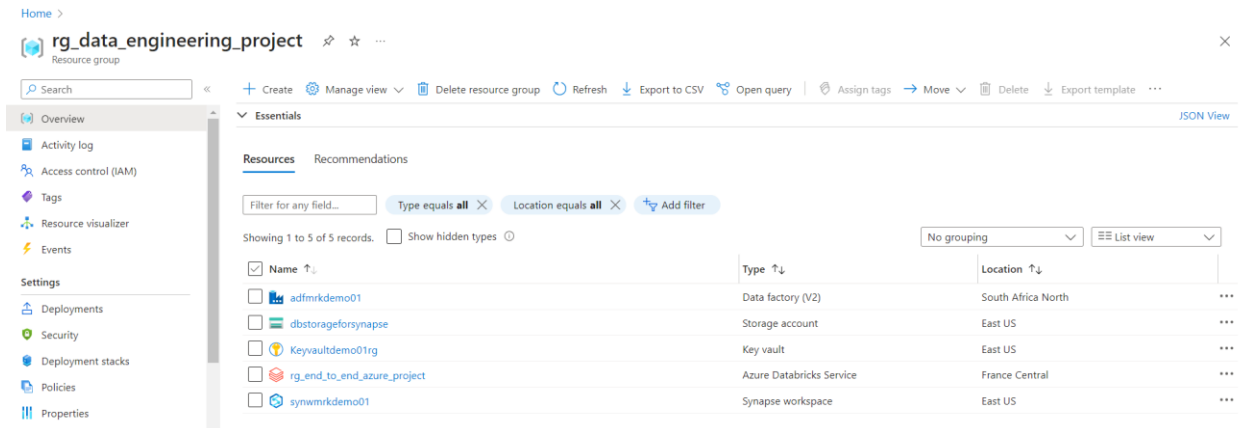 Home >
rg_data_engineering_project
Resource group
Search
Create Manage view Delete resource group Refresh Export to CSV Open query Assign tags Move Delete Export template
Overview
Essentials JSON View
Activity log
Access control (IAM)
Tags
Resource visualizer
Events
Settings
Deployments
Security
Deployment stacks
Policies
Properties
Resources Recommendations
Filter for any field... Type equals all Location equals all Add filter
Showing 1 to 5 of 5 records. Show hidden types No grouping List view
Name Type Location
adfmrkdemo01 Data factory (V2) South Africa North
dbstorageforsynapse Storage account East US
Keyvaultdemo01rg Key vault East US
rg_end_to_end_azure_project Azure Databricks Service France Central
synwmrkdemo01 Synapse workspace East US